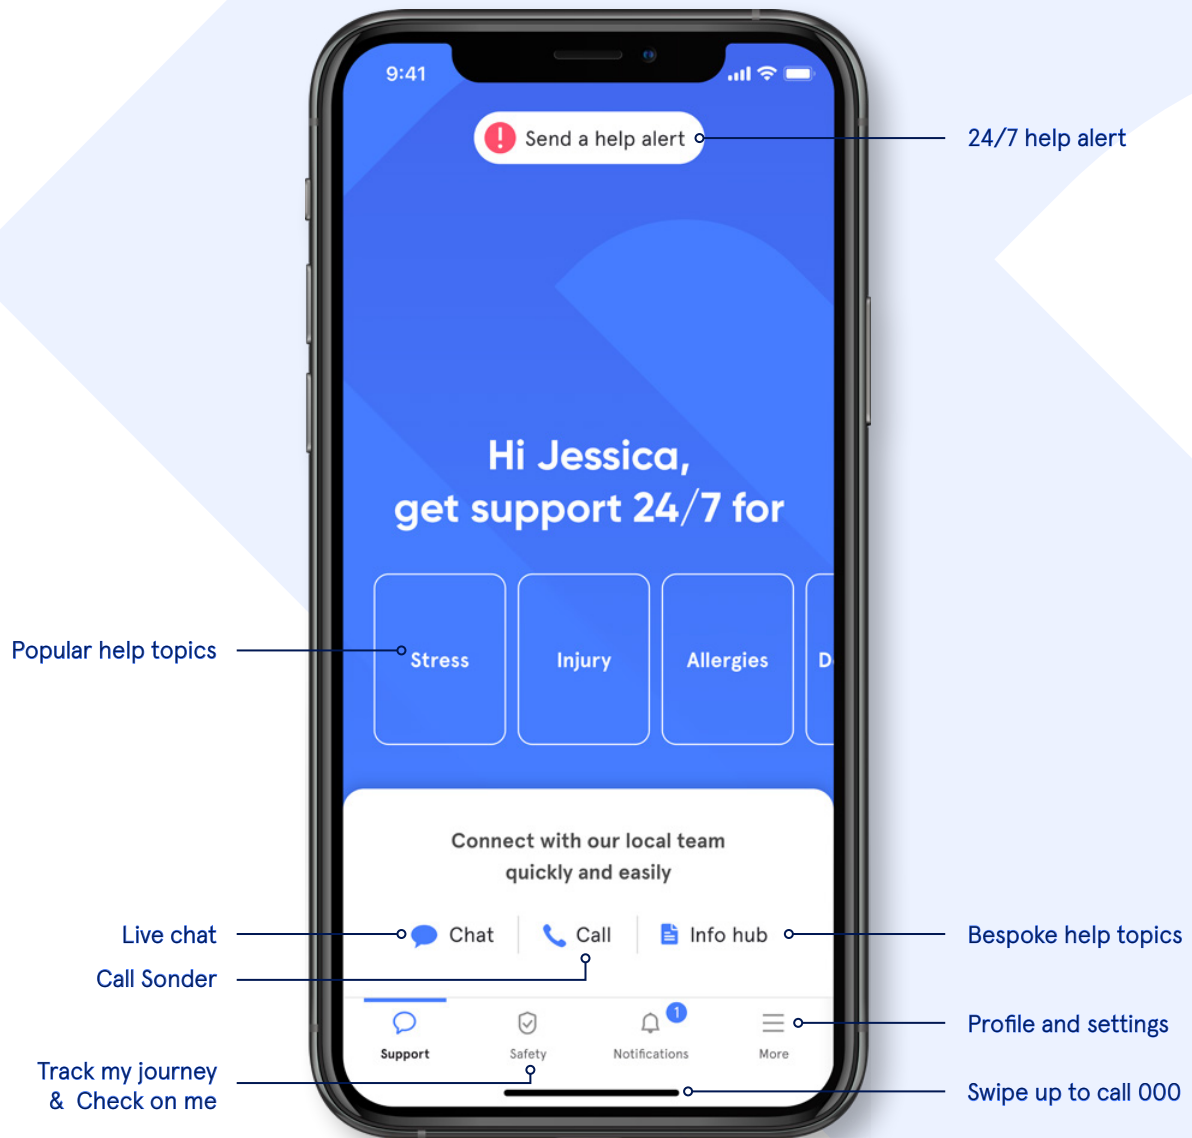 9:41
Send a help alert
24/7 help alert
Hi Jessica,
get support 24/7 for
Popular help topics
Stress
Injury
Allergies
Connect with our local team
quickly and easily
Live chat
Chat
Call
Info hub
Bespoke help topics
Call Sonder
1
Support
Safety
Notifications
More
Profile and settings
Track my journey
& Check on me
Swipe up to call 000